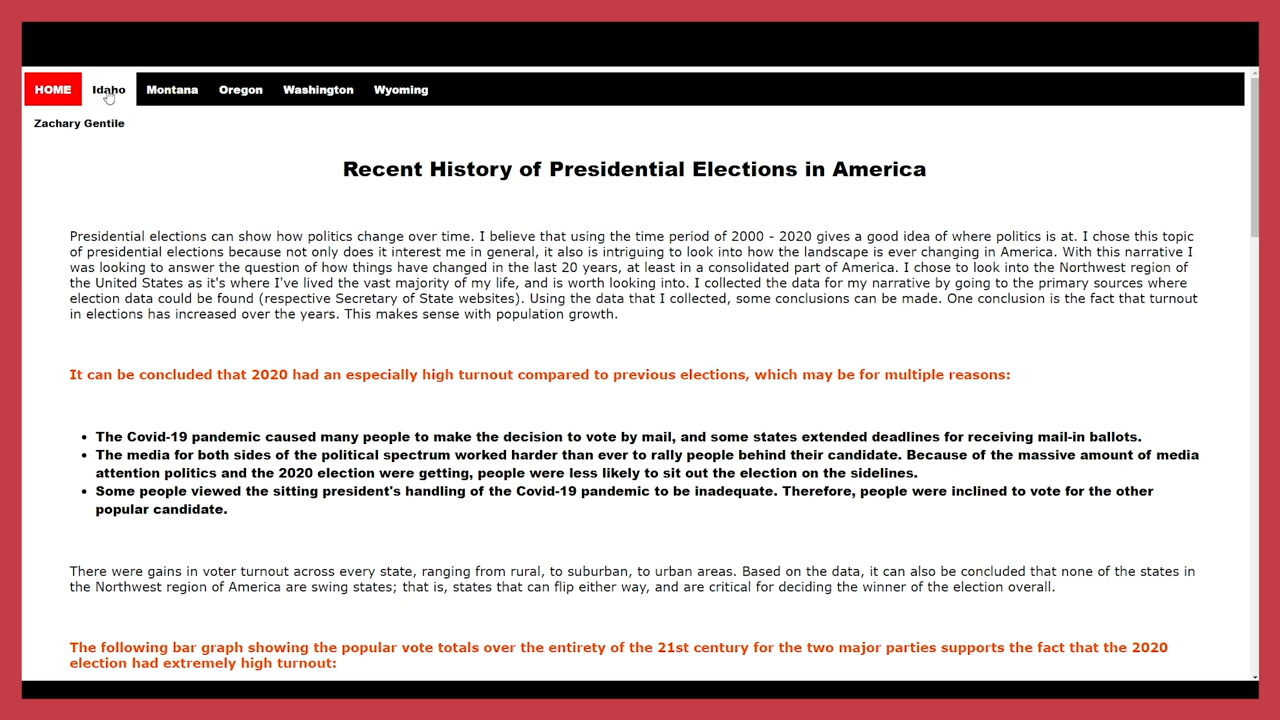 HOME Idaho Montana Oregon Washington Wyoming
Zachary Gentile
Recent History of Presidential Elections in America
Presidential elections can show how politics change over time. I believe that using the time period of 2000 - 2020 gives a good idea of where politics is at. I chose this topic
of presidential elections because not only does it interest me in general, it also is intriguing to look into how the landscape is ever changing in America. With this narrative I
was looking to answer the question of how things have changed in the last 20 years, at least in a consolidated part of America. I chose to look into the Northwest region of
the United States as it's where I've lived the vast majority of my life, and is worth looking into. I collected the data for my narrative by going to the primary sources where
election data could be found (respective Secretary of State websites). Using the data that I collected, some conclusions can be made. One conclusion is the fact that turnout
in elections has increased over the years. This makes sense with population growth.
It can be concluded that 2020 had an especially high turnout compared to previous elections, which may be for multiple reasons:
• The Covid-19 pandemic caused many people to make the decision to vote by mail, and some states extended deadlines for receiving mail-in ballots.
• The media for both sides of the political spectrum worked harder than ever to rally people behind their candidate. Because of the massive amount of media
attention politics and the 2020 election were getting, people were less likely to sit out the election on the sidelines.
• Some people viewed the sitting president's handling of the Covid-19 pandemic to be inadequate. Therefore, people were inclined to vote for the other
popular candidate.
There were gains in voter turnout across every state, ranging from rural, to suburban, to urban areas. Based on the data, it can also be concluded that none of the states in
the Northwest region of America are swing states; that is, states that can flip either way, and are critical for deciding the winner of the election overall.
The following bar graph showing the popular vote totals over the entirety of the 21st century for the two major parties supports the fact that the 2020
election had extremely high turnout: